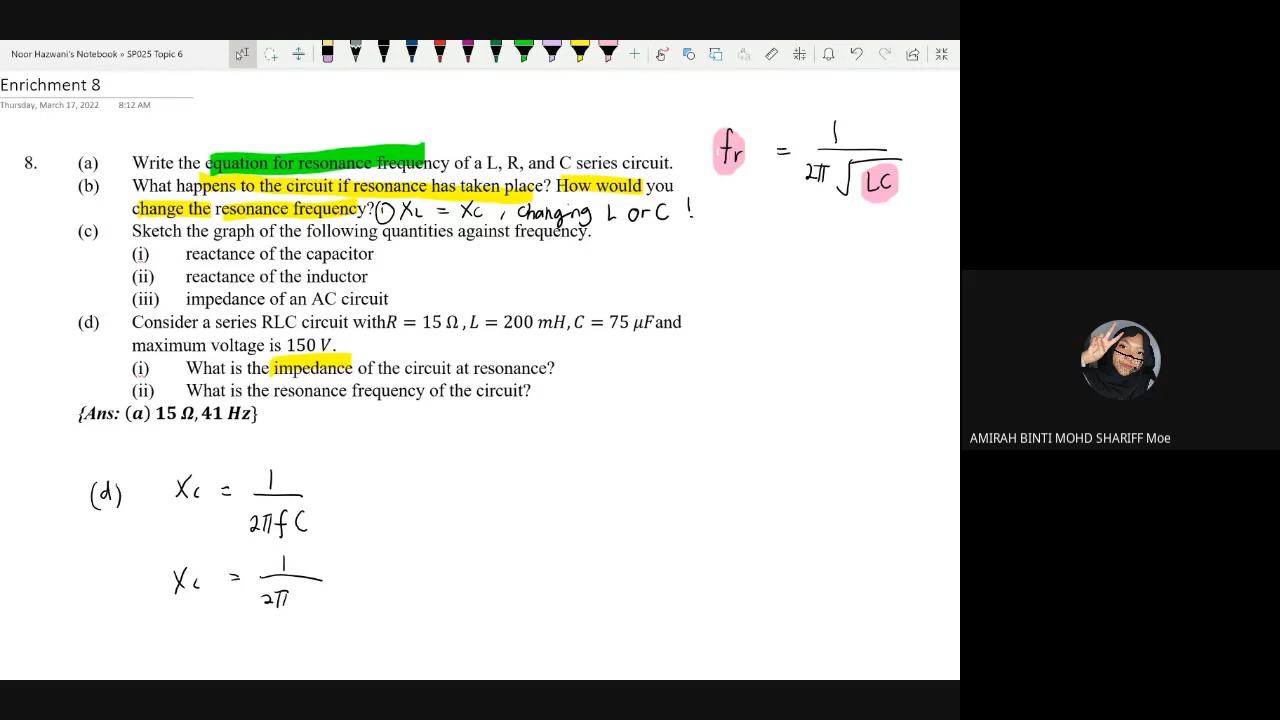 Noor Hazwani's Notebook » SP025 Topic 6
Enrichment 8
Thursday, March 17, 2022 8:12 AM
fr = 1 / 2π √LC
8. (a) Write the equation for resonance frequency of a L, R, and C series circuit.
(b) What happens to the circuit if resonance has taken place? How would you
change the resonance frequency? ① XL = XC , changing L or C !
(c) Sketch the graph of the following quantities against frequency.
(i) reactance of the capacitor
(ii) reactance of the inductor
(iii) impedance of an AC circuit
(d) Consider a series RLC circuit withR = 15 Ω , L = 200 mH, C = 75 μF and
maximum voltage is 150 V.
(i) What is the impedance of the circuit at resonance?
(ii) What is the resonance frequency of the circuit?
{Ans: (a) 15 Ω, 41 Hz}
AMIRAH BINTI MOHD SHARIFF Moe
(d) Xc = 1 / 2πfC
Xc = 1 / 2π